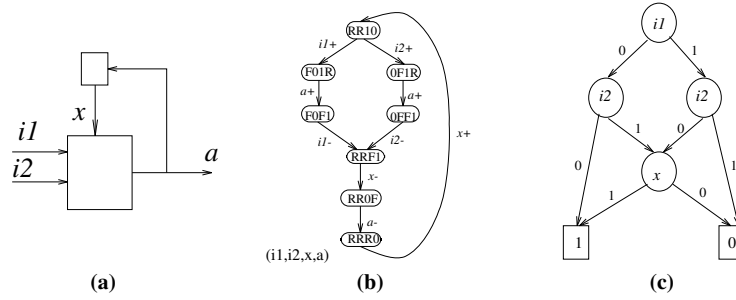 x
i1
i2
a
(a)
RR10
i1+ i2+
F01R 0F1R
a+ a+
F0F1 0FF1
i1- i2-
x+
RRF1
x-
RR0F
a-
RRR0
(i1,i2,x,a)
(b)
i1
0 1
i2 i2
1 0
0 x 1
1 0
1 0
(c)